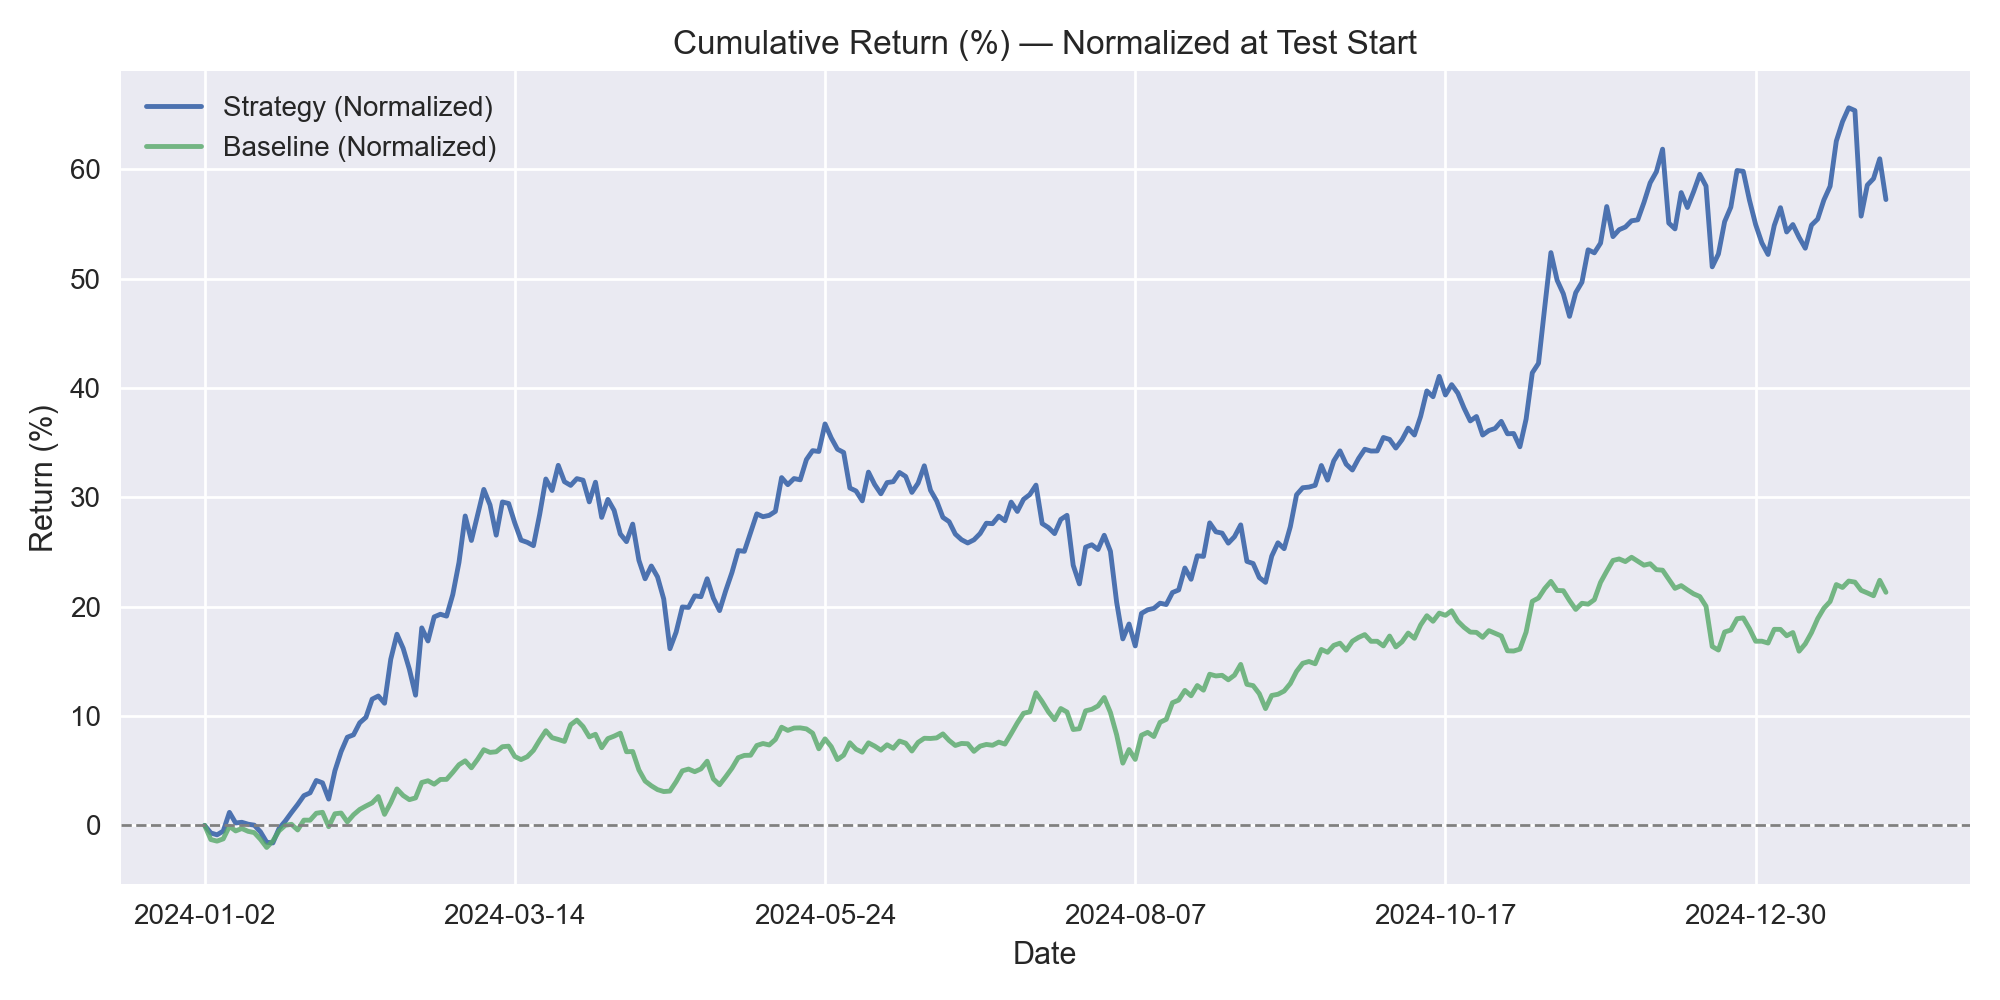 Cumulative Return (%) — Normalized at Test Start
Strategy (Normalized)
Baseline (Normalized)
Return (%)
60
50
40
30
20
10
0
2024-01-02
2024-03-14
2024-05-24
2024-08-07
2024-10-17
2024-12-30
Date